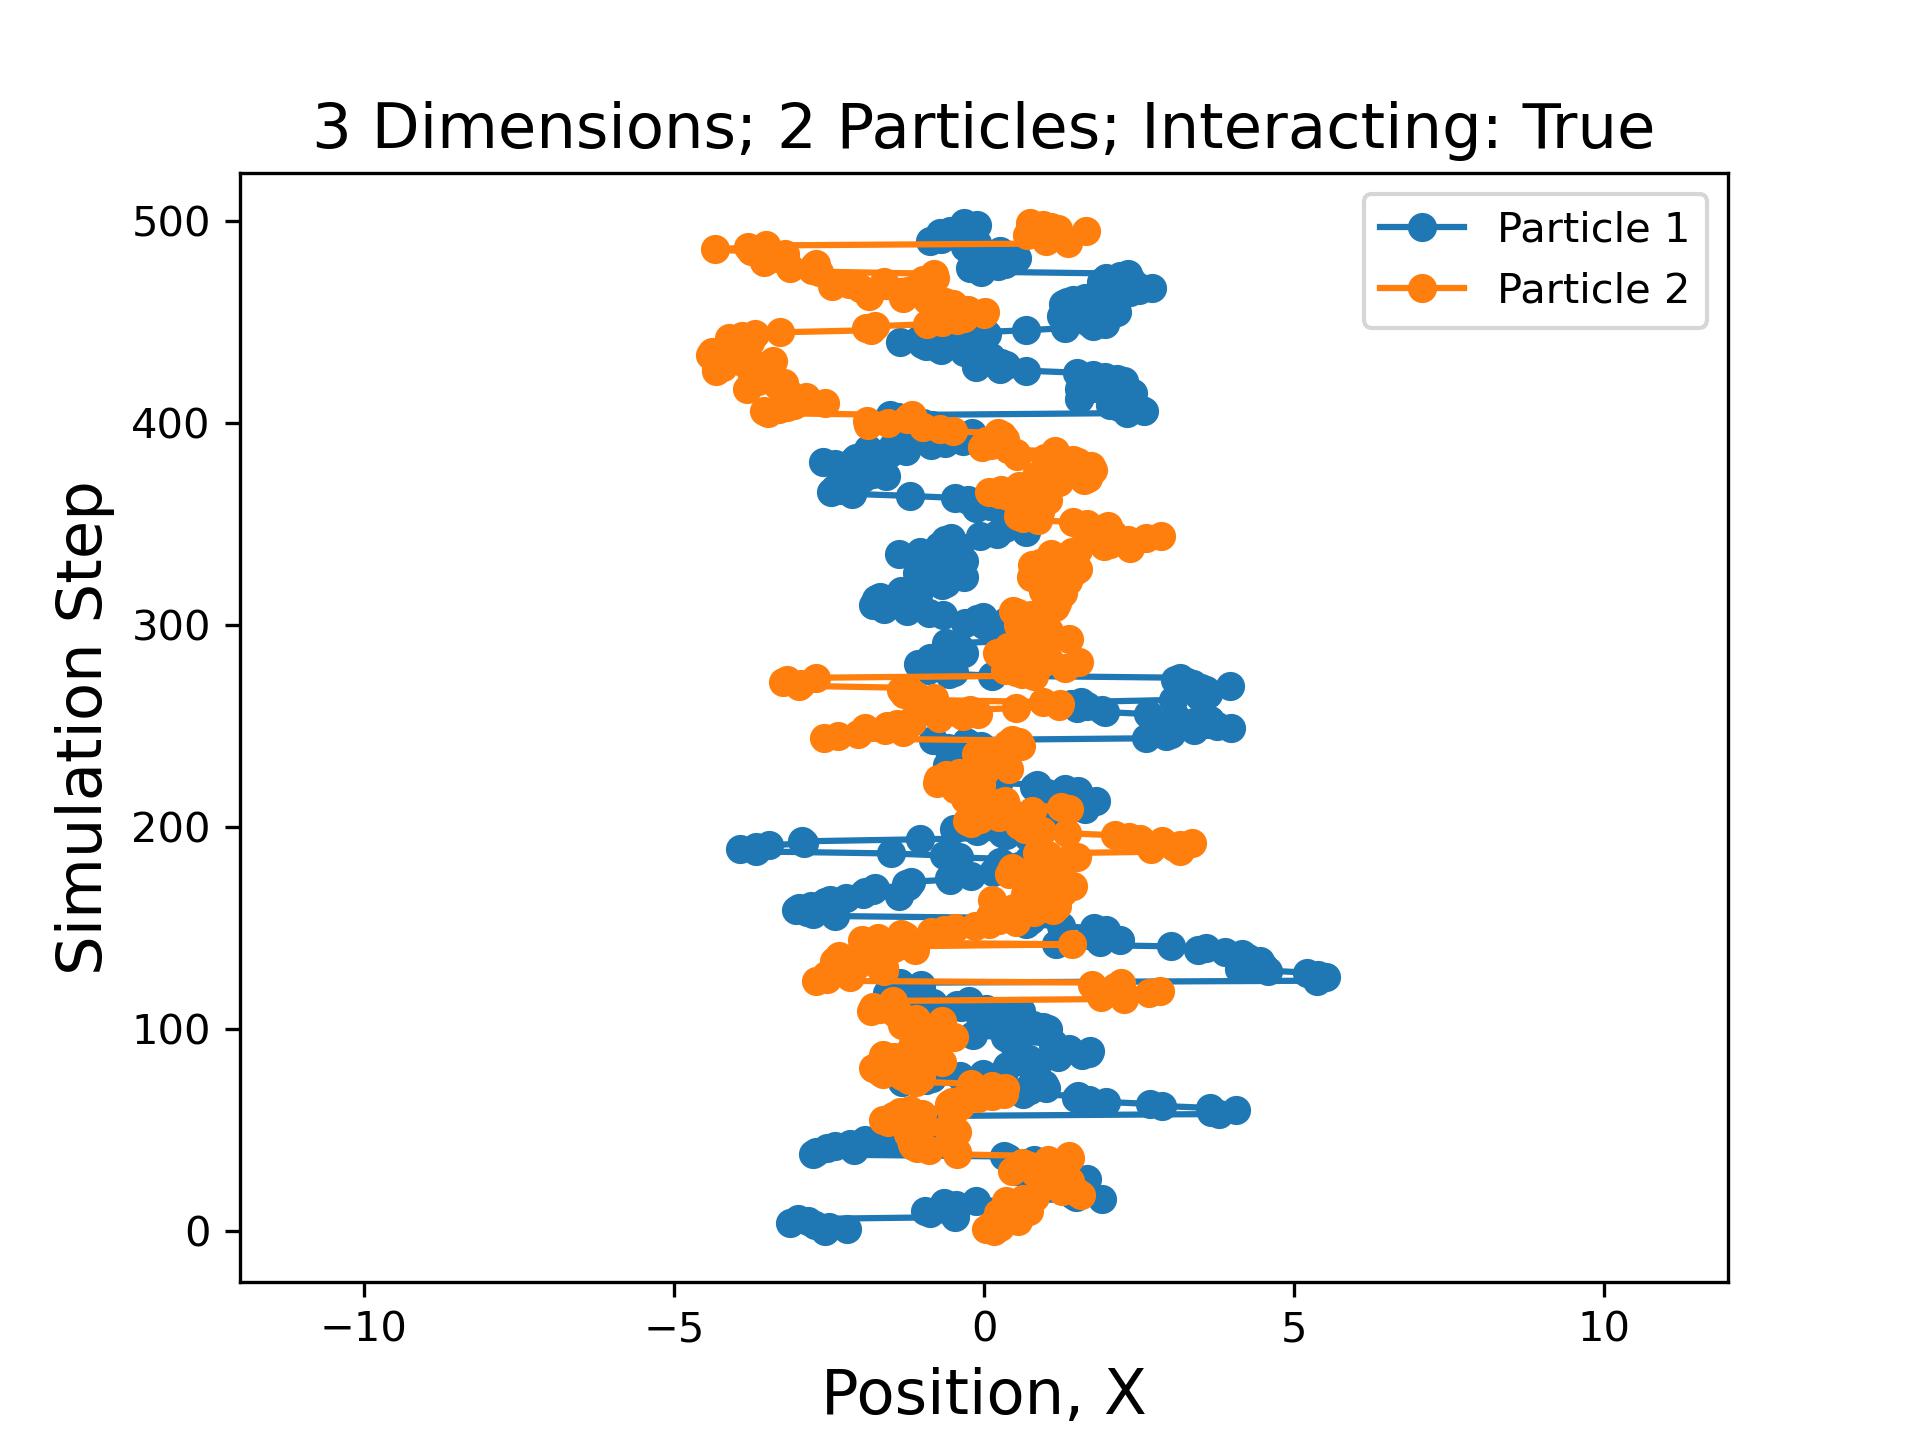 3 Dimensions; 2 Particles; Interacting: True
Particle 1
Particle 2
500
400
300
200
100
0
Simulation Step
−10
−5
0
5
10
Position, X